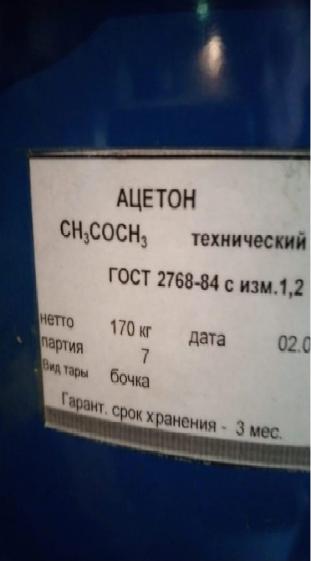 АЦЕТОН
CH₃COCH₃ технический
ГОСТ 2768-84 с изм.1,2
нетто 170 кг дата 02.0
партия 7
Вид тары бочка
Гарант. срок хранения - 3 мес.